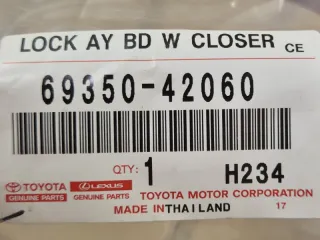 LOCK AY BD W CLOSER CE
69350-42060
QTY: 1 H234
TOYOTA LEXUS TOYOTA MOTOR CORPORATION
GENUINE PARTS GENUINE PARTS
MADE IN THAILAND 17